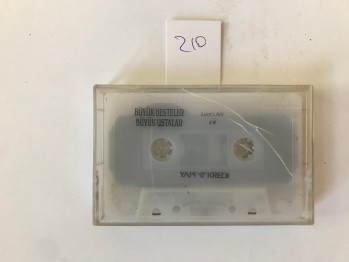 210
BÜYÜK BESTELER
BÜYÜK USTALAR
YAPI KREDİ